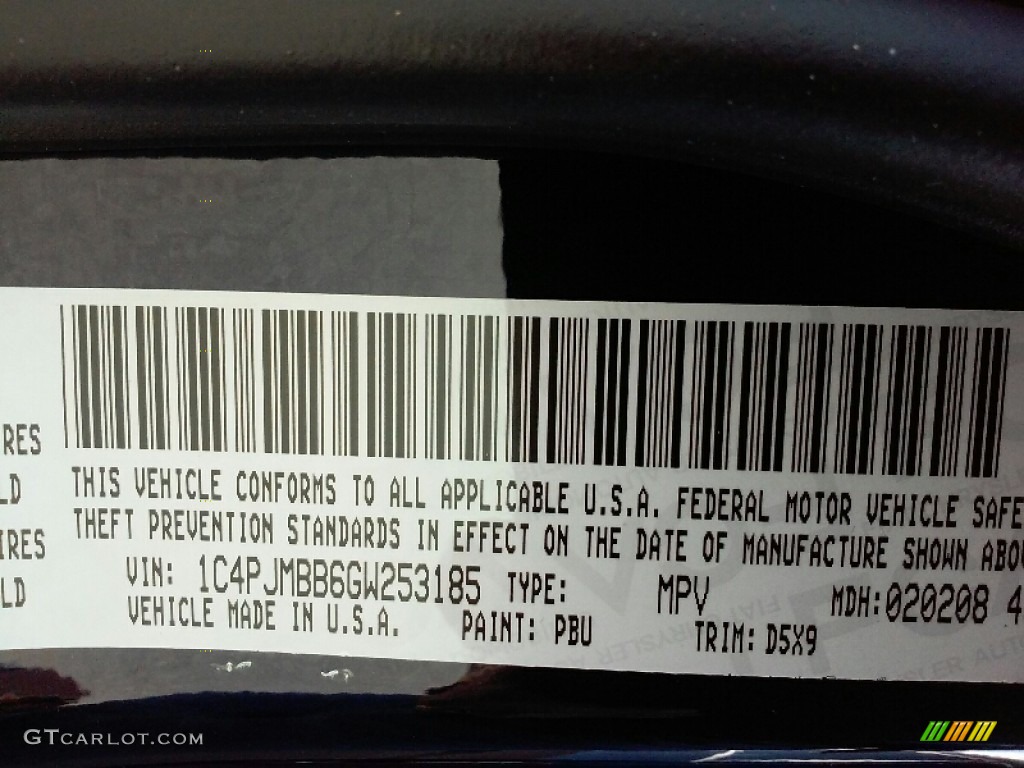 RES
LD
IRES
LD
THIS VEHICLE CONFORMS TO ALL APPLICABLE U.S.A. FEDERAL MOTOR VEHICLE SAFE
THEFT PREVENTION STANDARDS IN EFFECT ON THE DATE OF MANUFACTURE SHOWN ABO
VIN: 1C4PJMBB6GW253185 TYPE: MPV MDH:020208 4
VEHICLE MADE IN U.S.A. PAINT: PBU TRIM: D5X9
GTCARLOT.COM